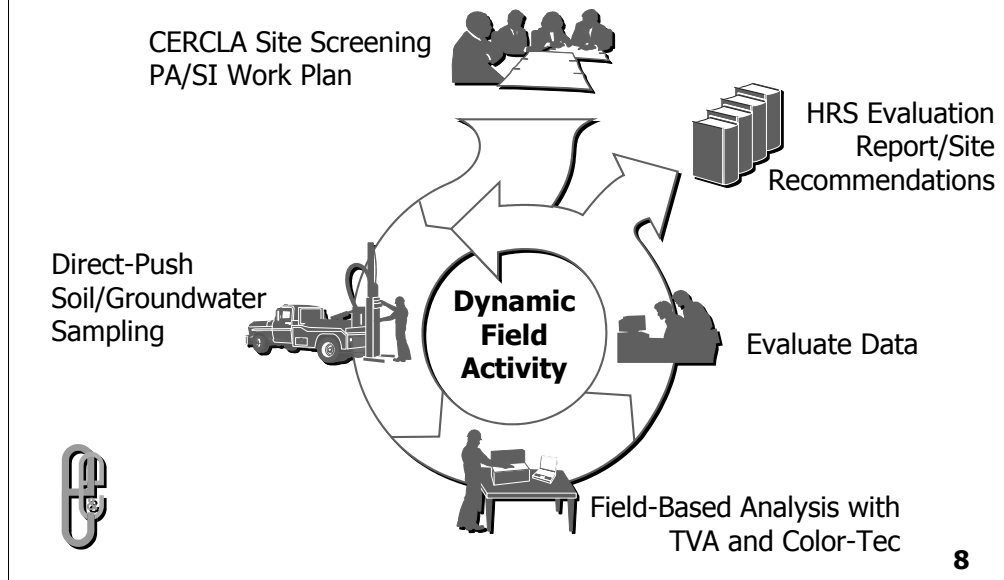 CERCLA Site Screening
PA/SI Work Plan
HRS Evaluation
Report/Site
Recommendations
Direct-Push
Soil/Groundwater
Sampling
Dynamic
Field
Activity
Evaluate Data
Field-Based Analysis with
TVA and Color-Tec
8